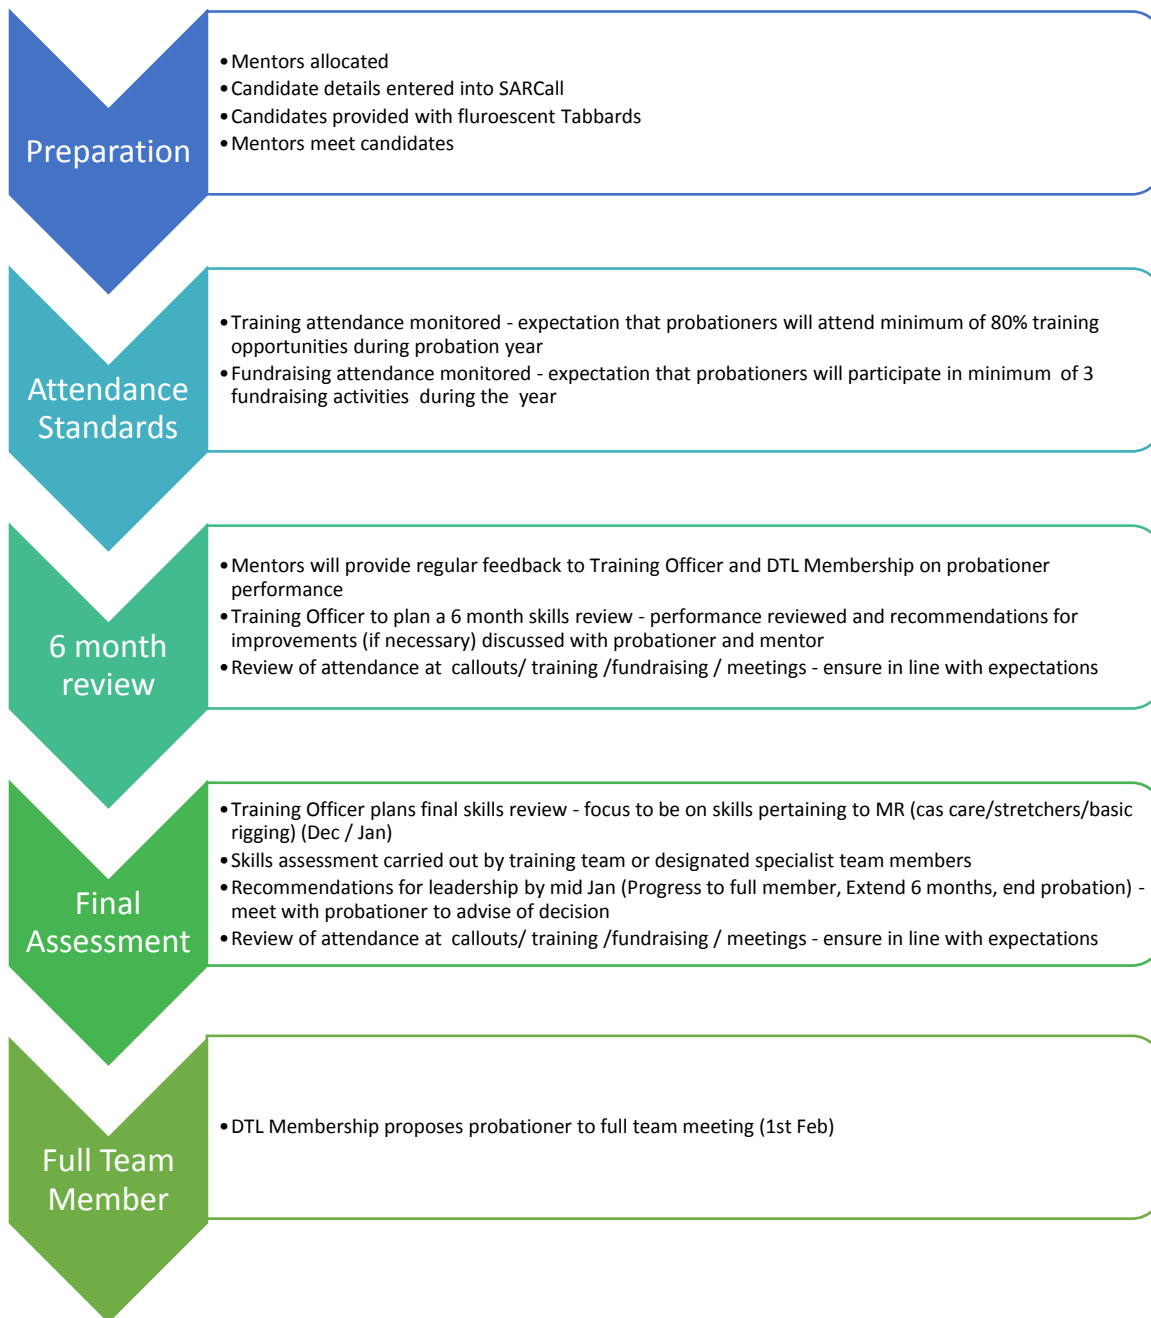 Preparation
•Mentors allocated
•Candidate details entered into SARCall
•Candidates provided with fluroescent Tabbards
•Mentors meet candidates
Attendance
Standards
•Training attendance monitored - expectation that probationers will attend minimum of 80% training
opportunities during probation year
•Fundraising attendance monitored - expectation that probationers will participate in minimum of 3
fundraising activities during the year
6 month
review
•Mentors will provide regular feedback to Training Officer and DTL Membership on probationer
performance
•Training Officer to plan a 6 month skills review - performance reviewed and recommendations for
improvements (if necessary) discussed with probationer and mentor
•Review of attendance at callouts/ training /fundraising / meetings - ensure in line with expectations
Final
Assessment
•Training Officer plans final skills review - focus to be on skills pertaining to MR (cas care/stretchers/basic
rigging) (Dec / Jan)
•Skills assessment carried out by training team or designated specialist team members
•Recommendations for leadership by mid Jan (Progress to full member, Extend 6 months, end probation) -
meet with probationer to advise of decision
•Review of attendance at callouts/ training /fundraising / meetings - ensure in line with expectations
Full Team
Member
•DTL Membership proposes probationer to full team meeting (1st Feb)